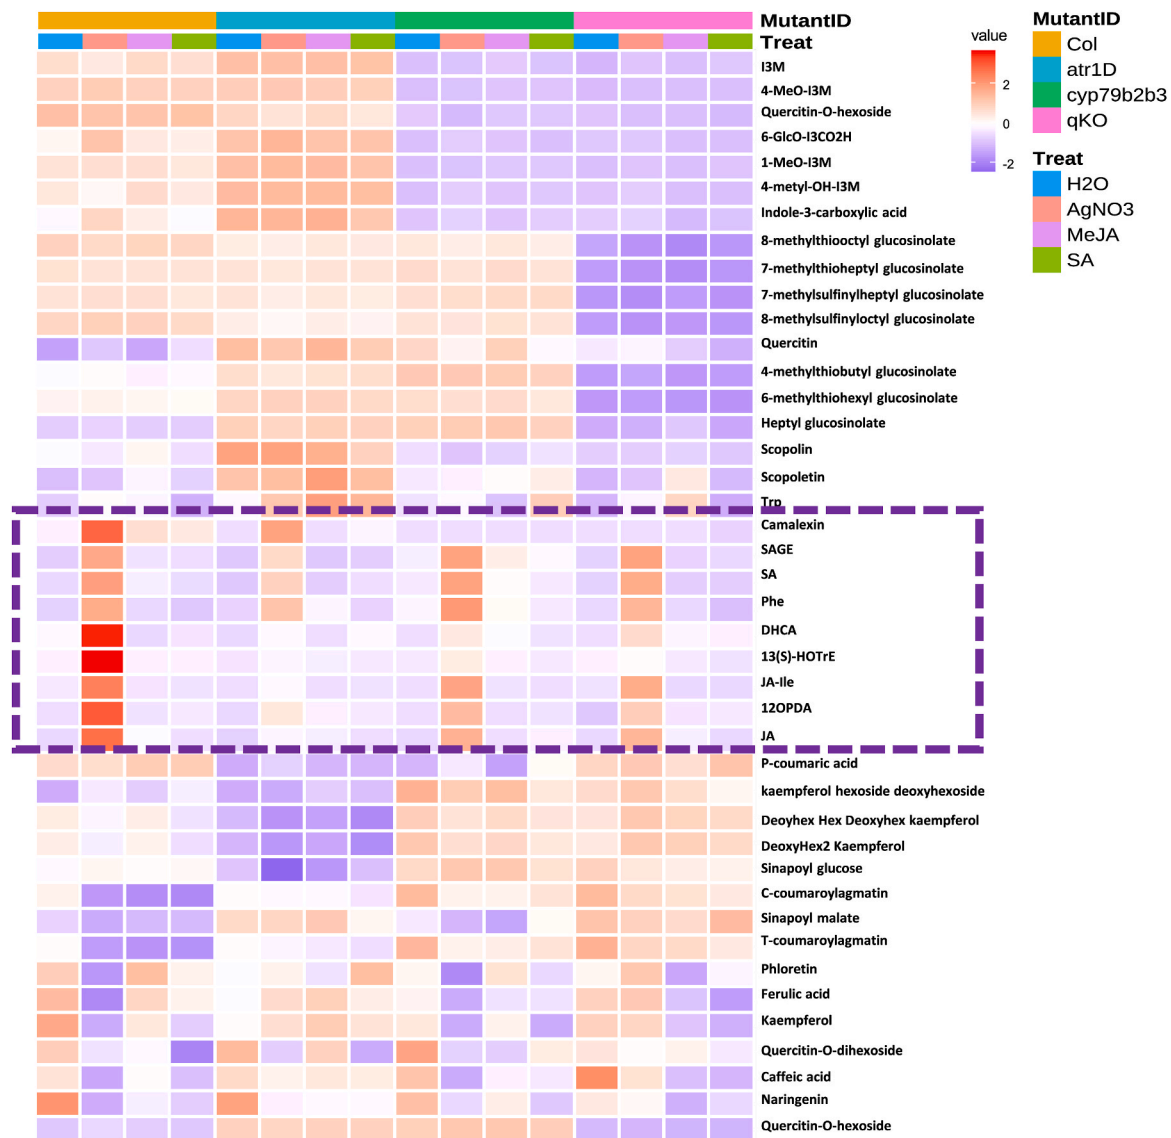 MutantID
Treat
I3M
4-MeO-I3M
Quercitin-O-hexoside
6-GlcO-I3CO2H
1-MeO-I3M
4-metyl-OH-I3M
Indole-3-carboxylic acid
8-methylthiooctyl glucosinolate
7-methylthioheptyl glucosinolate
7-methylsulfinylheptyl glucosinolate
8-methylsulfinyloctyl glucosinolate
Quercitin
4-methylthiobutyl glucosinolate
6-methylthiohexyl glucosinolate
Heptyl glucosinolate
Scopolin
Scopoletin
Trp
Camalexin
SAGE
SA
Phe
DHCA
13(S)-HOTrE
JA-Ile
12OPDA
JA
P-coumaric acid
kaempferol hexoside deoxyhexoside
Deoyhex Hex Deoxyhex kaempferol
DeoxyHex2 Kaempferol
Sinapoyl glucose
C-coumaroylagmatin
Sinapoyl malate
T-coumaroylagmatin
Phloretin
Ferulic acid
Kaempferol
Quercitin-O-dihexoside
Caffeic acid
Naringenin
Quercitin-O-hexoside
value
2
0
-2
MutantID
Col
atr1D
cyp79b2b3
qKO
Treat
H2O
AgNO3
MeJA
SA